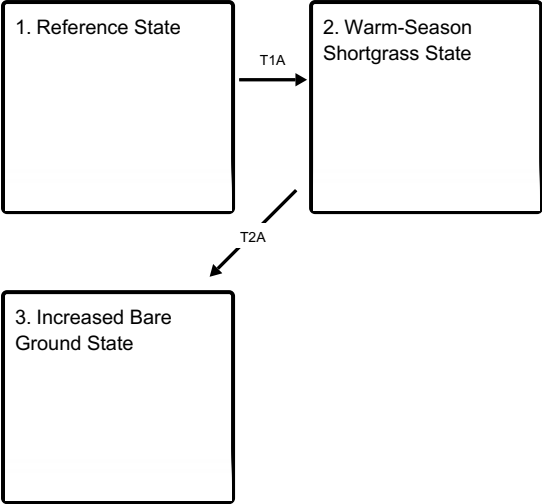 1. Reference State
T1A
2. Warm-Season
Shortgrass State
T2A
3. Increased Bare
Ground State